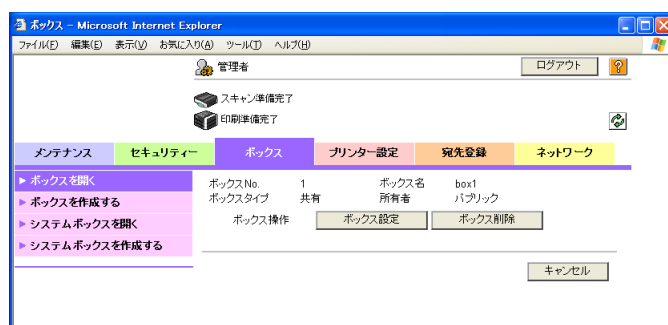 ボックス - Microsoft Internet Explorer
ファイル(F) 編集(E) 表示(V) お気に入り(A) ツール(T) ヘルプ(H)
管理者 ログアウト ?
スキャン準備完了
印刷準備完了
メンテナンス セキュリティー ボックス プリンター設定 宛先登録 ネットワーク
ボックスを開く
ボックスを作成する
システムボックスを開く
システムボックスを作成する
ボックスNo. 1 ボックス名 box1
ボックスタイプ 共有 所有者 パブリック
ボックス操作 ボックス設定 ボックス削除
キャンセル